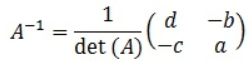 A⁻¹ = 1/det (A) (d −b
−c a)